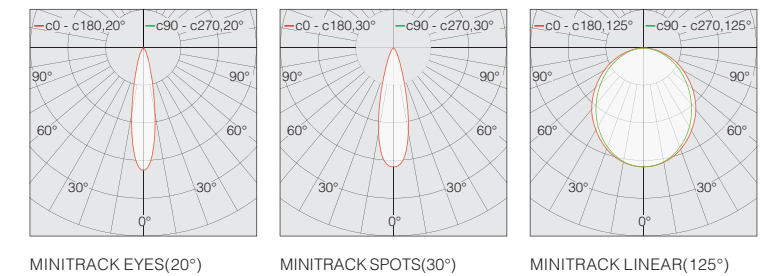 c0 - c180,20° c90 - c270,20°
90° 90°
60° 60°
30° 30°
0°
MINITRACK EYES(20°)
c0 - c180,30° c90 - c270,30°
90° 90°
60° 60°
30° 30°
0°
MINITRACK SPOTS(30°)
c0 - c180,125° c90 - c270,125°
90° 90°
60° 60°
30° 30°
0°
MINITRACK LINEAR(125°)